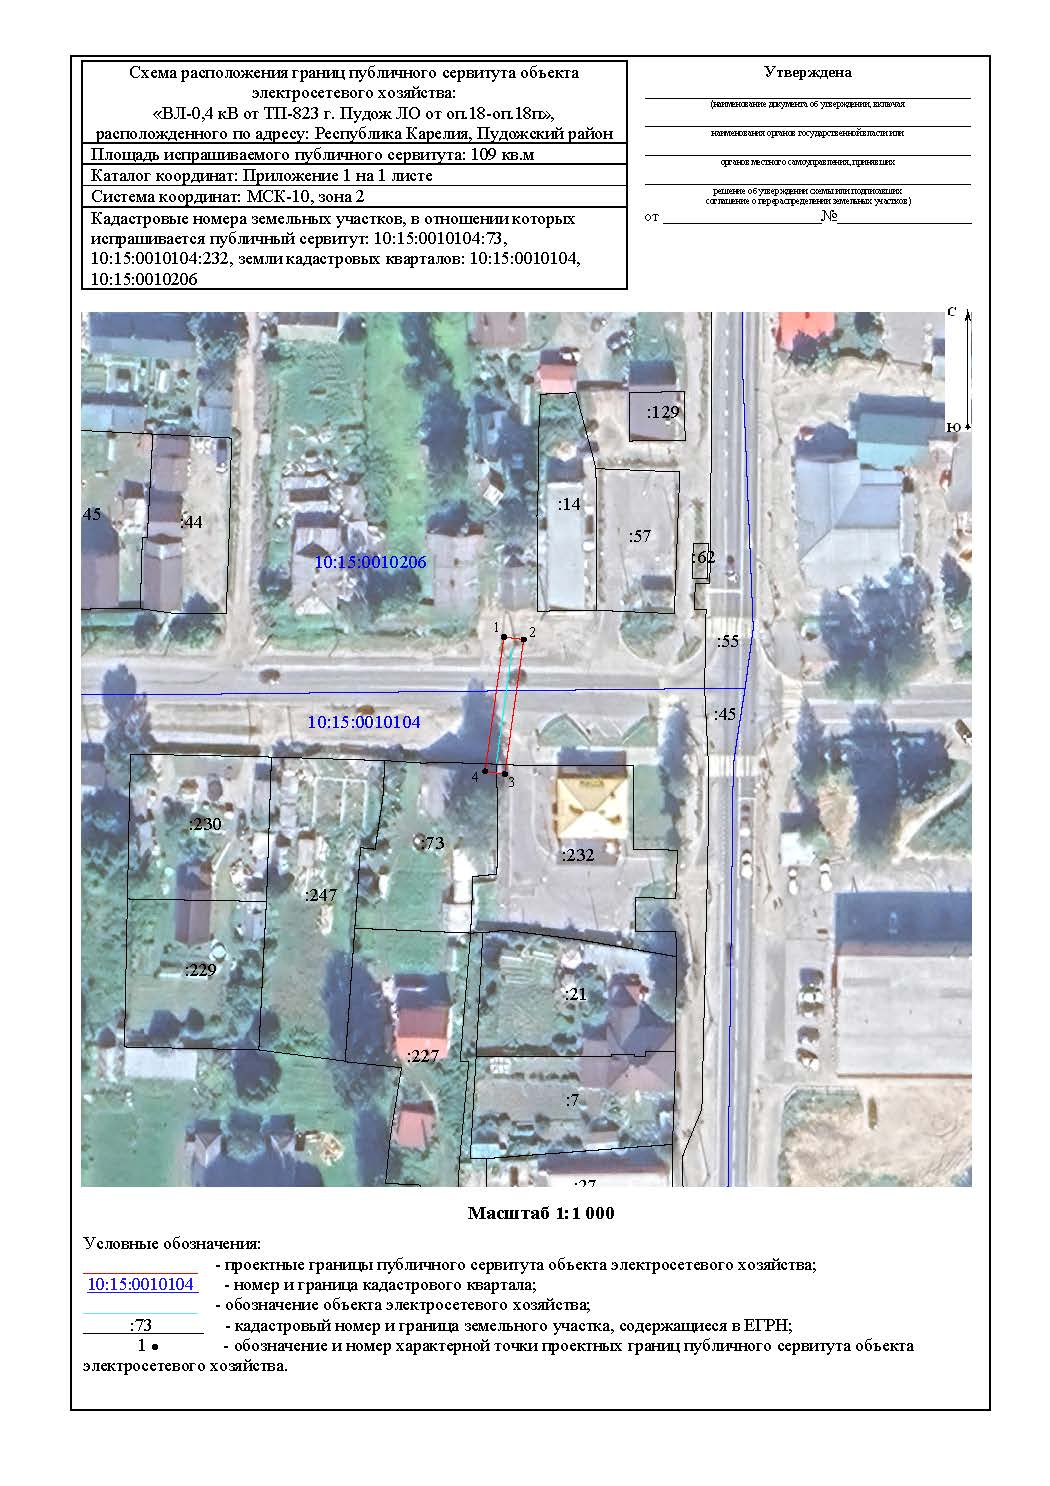 Схема расположения границ публичного сервитута объекта
электросетевого хозяйства:
«ВЛ-0,4 кВ от ТП-823 г. Пудож ЛО от оп.18-оп.18п»,
расположенного по адресу: Республика Карелия, Пудожский район
Площадь испрашиваемого публичного сервитута: 109 кв.м
Каталог координат: Приложение 1 на 1 листе
Система координат: МСК-10, зона 2
Кадастровые номера земельных участков, в отношении которых
испрашивается публичный сервитут: 10:15:0010104:73,
10:15:0010104:232, земли кадастровых кварталов: 10:15:0010104,
10:15:0010206
Утверждена
(наименование документа об утверждении, включая
наименования органов государственной власти или
органов местного самоуправления, принявших
решение об утверждении схемы или подписавших
соглашение о перераспределении земельных участков)
от № 
С
Ю
:129
:14
45
:44
:57
:62
10:15:0010206
1
2
:55
:45
10:15:0010104
4
3
:230
:73
:232
:247
:229
:21
:227
:7
:27
Масштаб 1:1 000
Условные обозначения:
- проектные границы публичного сервитута объекта электросетевого хозяйства;
10:15:0010104 - номер и граница кадастрового квартала;
- обозначение объекта электросетевого хозяйства;
:73 - кадастровый номер и граница земельного участка, содержащиеся в ЕГРН;
1 ● - обозначение и номер характерной точки проектных границ публичного сервитута объекта
электросетевого хозяйства.